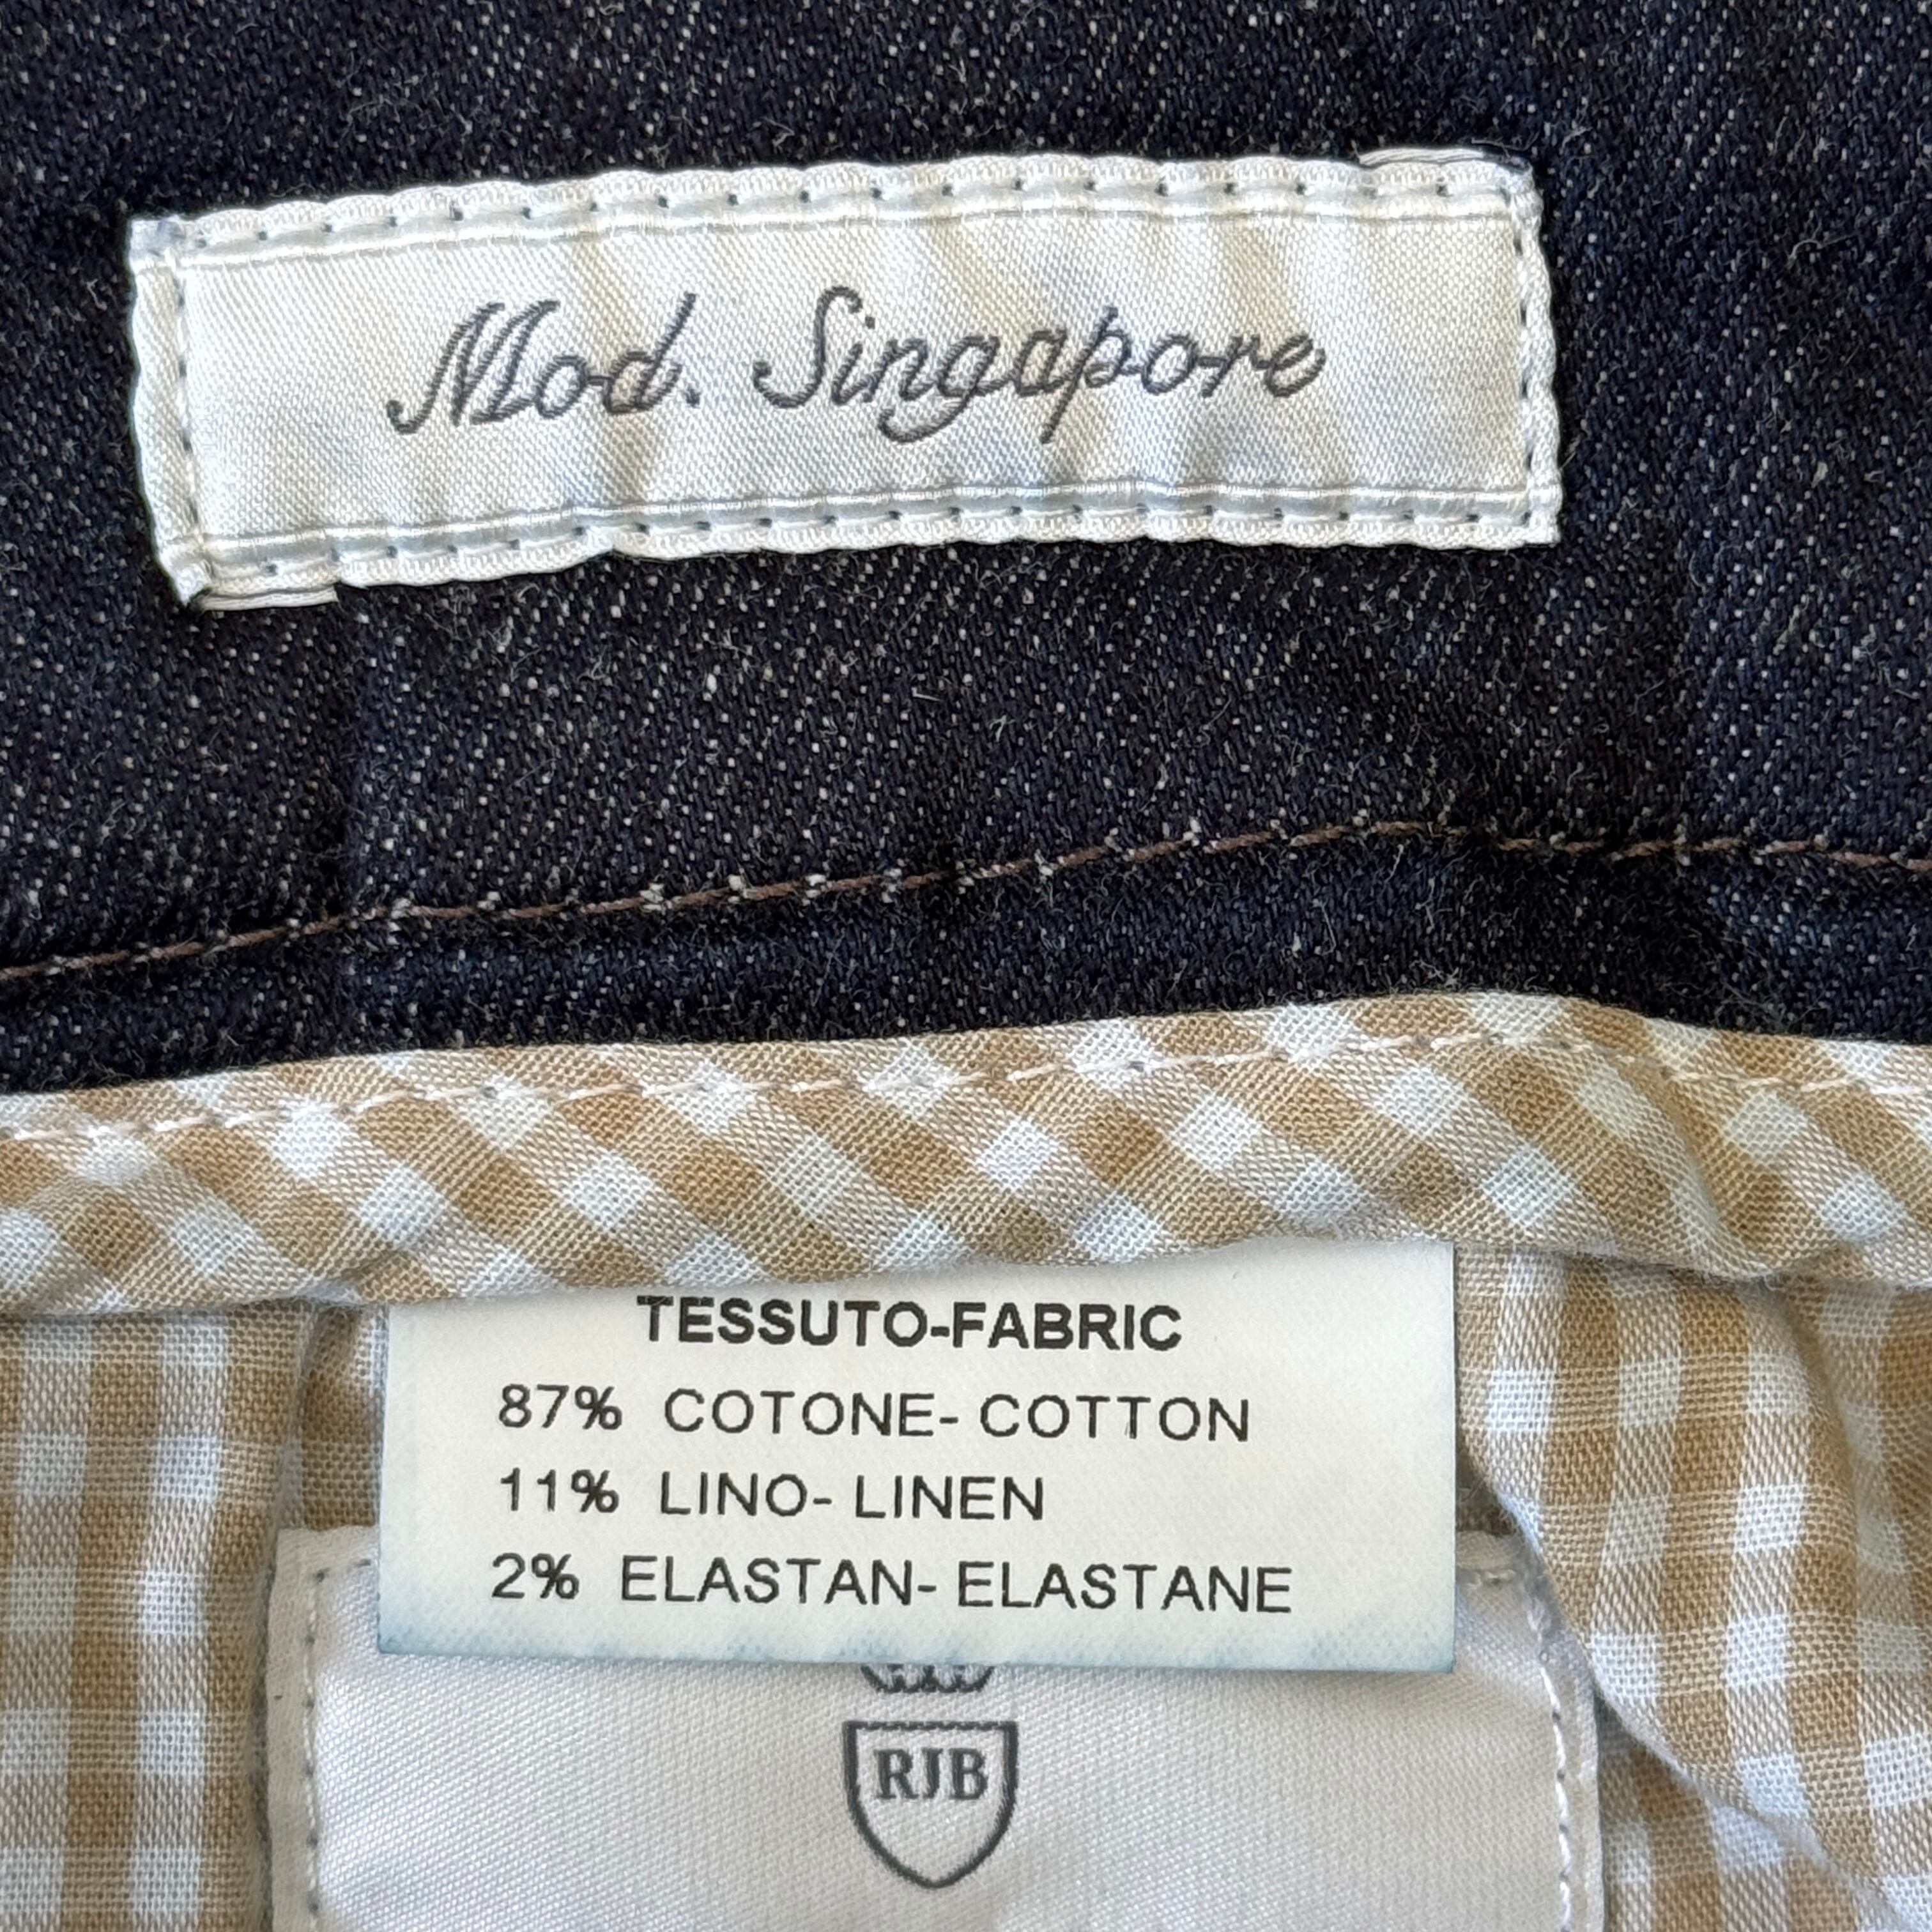 Mod. Singapore
TESSUTO-FABRIC
87% COTONE- COTTON
11% LINO- LINEN
2% ELASTAN- ELASTANE
RJB